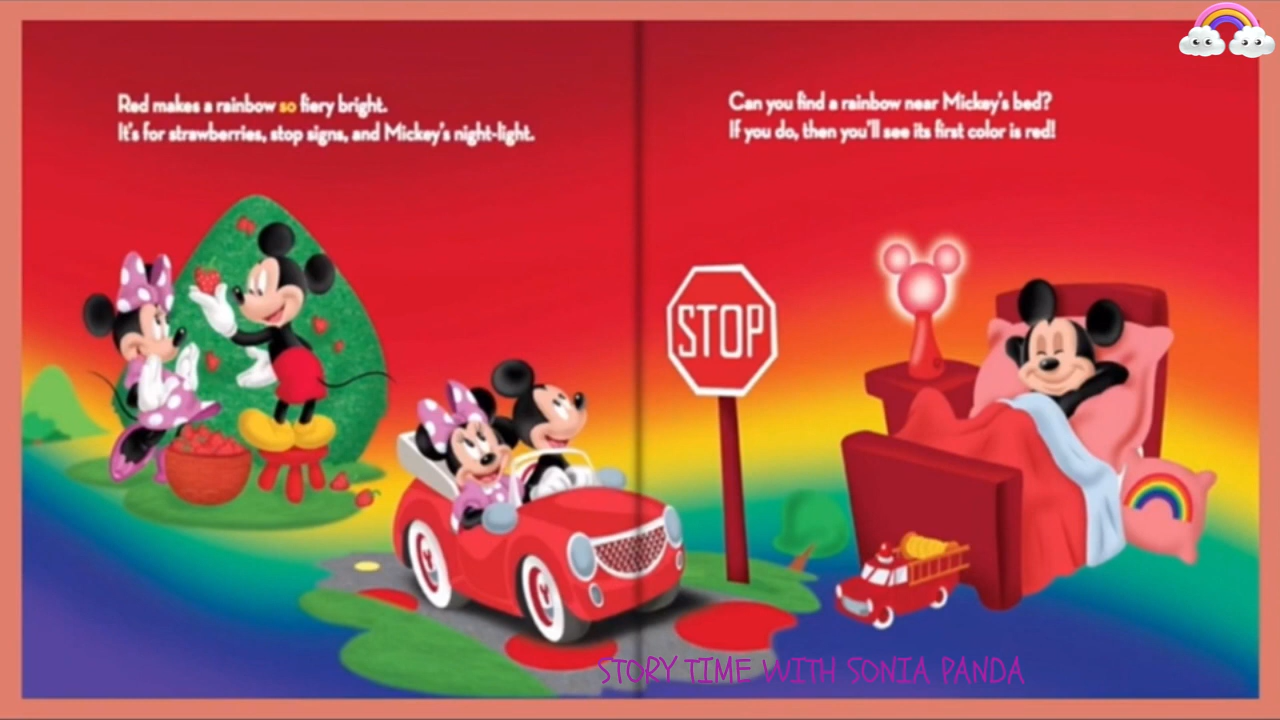 Red makes a rainbow so fiery bright.
It's for strawberries, stop signs, and Mickey's night-light.
Can you find a rainbow near Mickey's bed?
If you do, then you'll see its first color is red!
STOP
STORY TIME WITH SONIA PANDA